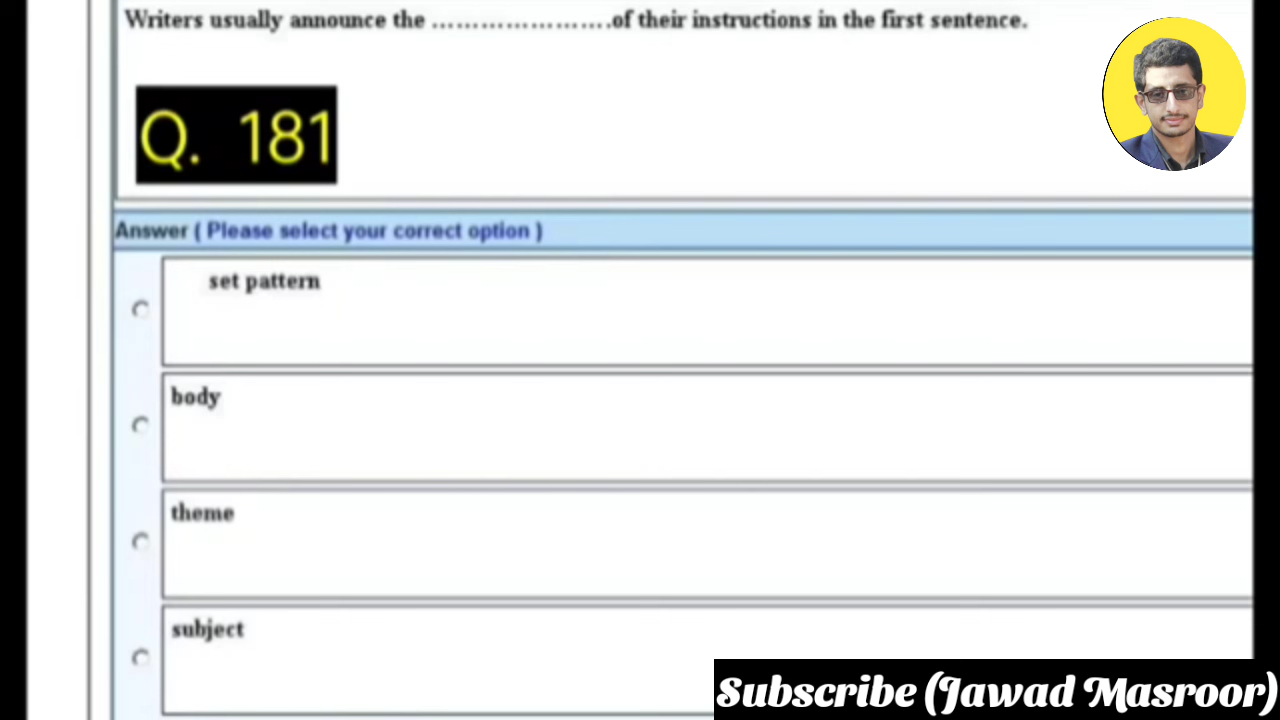 Writers usually announce the ......................of their instructions in the first sentence.
Q. 181
Answer ( Please select your correct option )
set pattern
body
theme
subject
Subscribe (Jawad Masroor)